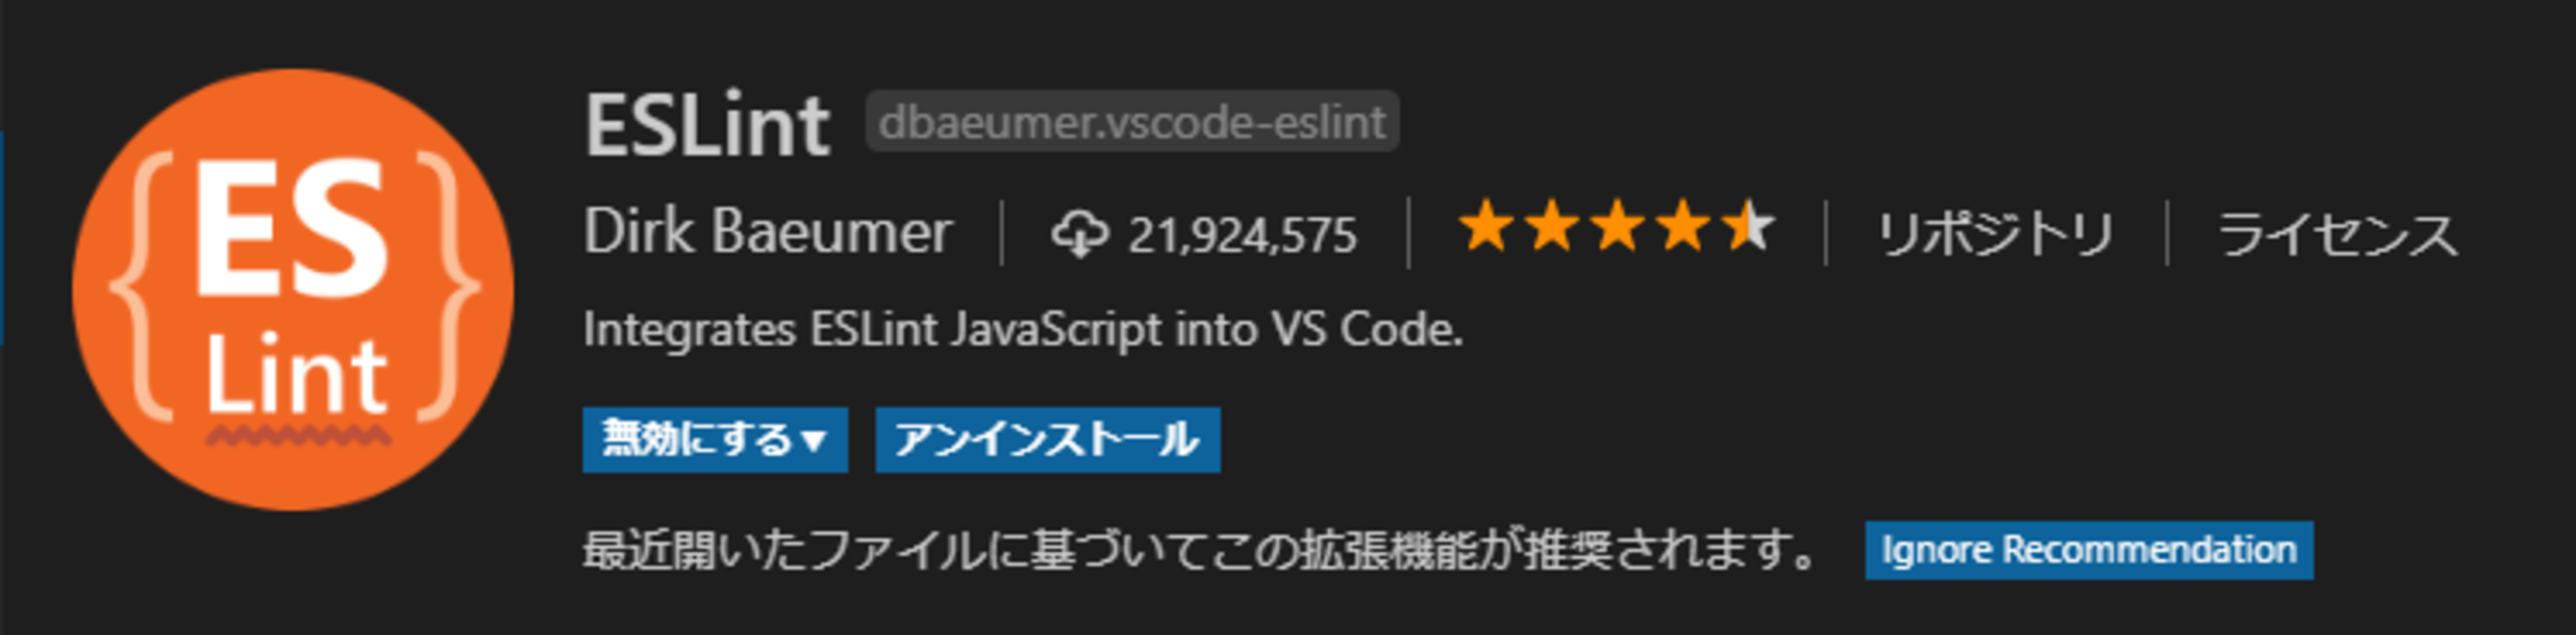 {ES
Lint}
ESLint dbaeumer.vscode-eslint
Dirk Baeumer | 21,924,575 | リポジトリ | ライセンス
Integrates ESLint JavaScript into VS Code.
無効にする▼ アンインストール
最近開いたファイルに基づいてこの拡張機能が推奨されます。 Ignore Recommendation